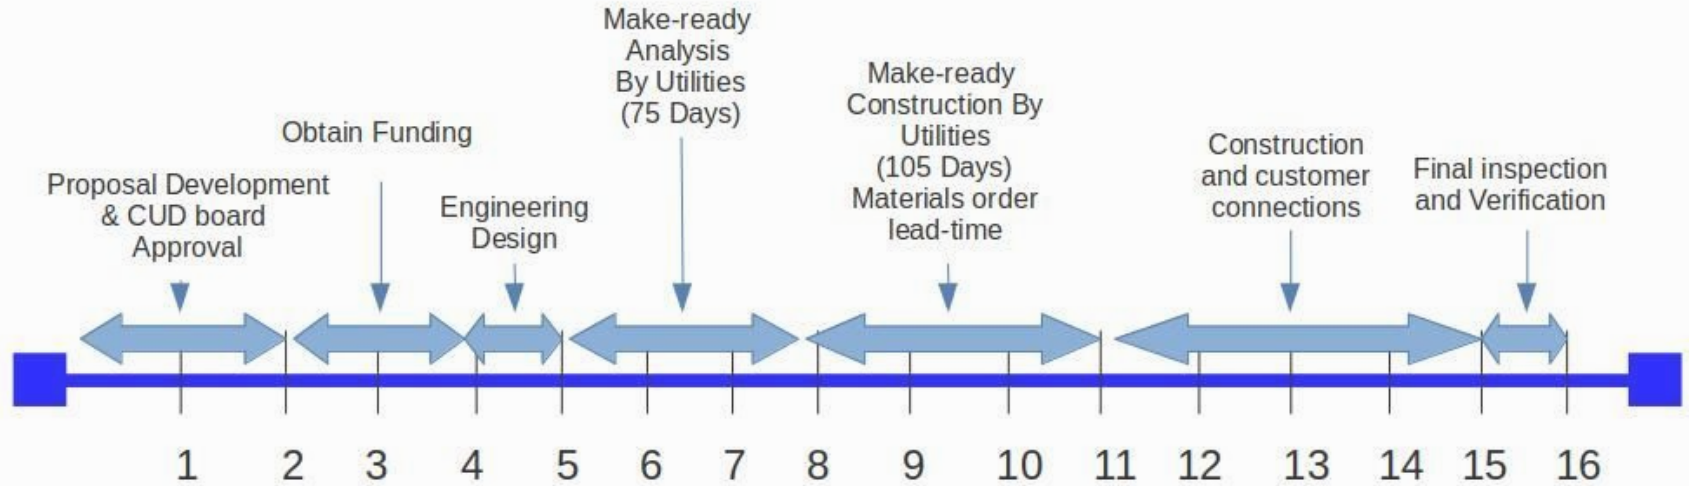 Proposal Development
& CUD board
Approval
Obtain Funding
Engineering
Design
Make-ready
Analysis
By Utilities
(75 Days)
Make-ready
Construction By
Utilities
(105 Days)
Materials order
lead-time
Construction
and customer
connections
Final inspection
and Verification
1 2 3 4 5 6 7 8 9 10 11 12 13 14 15 16